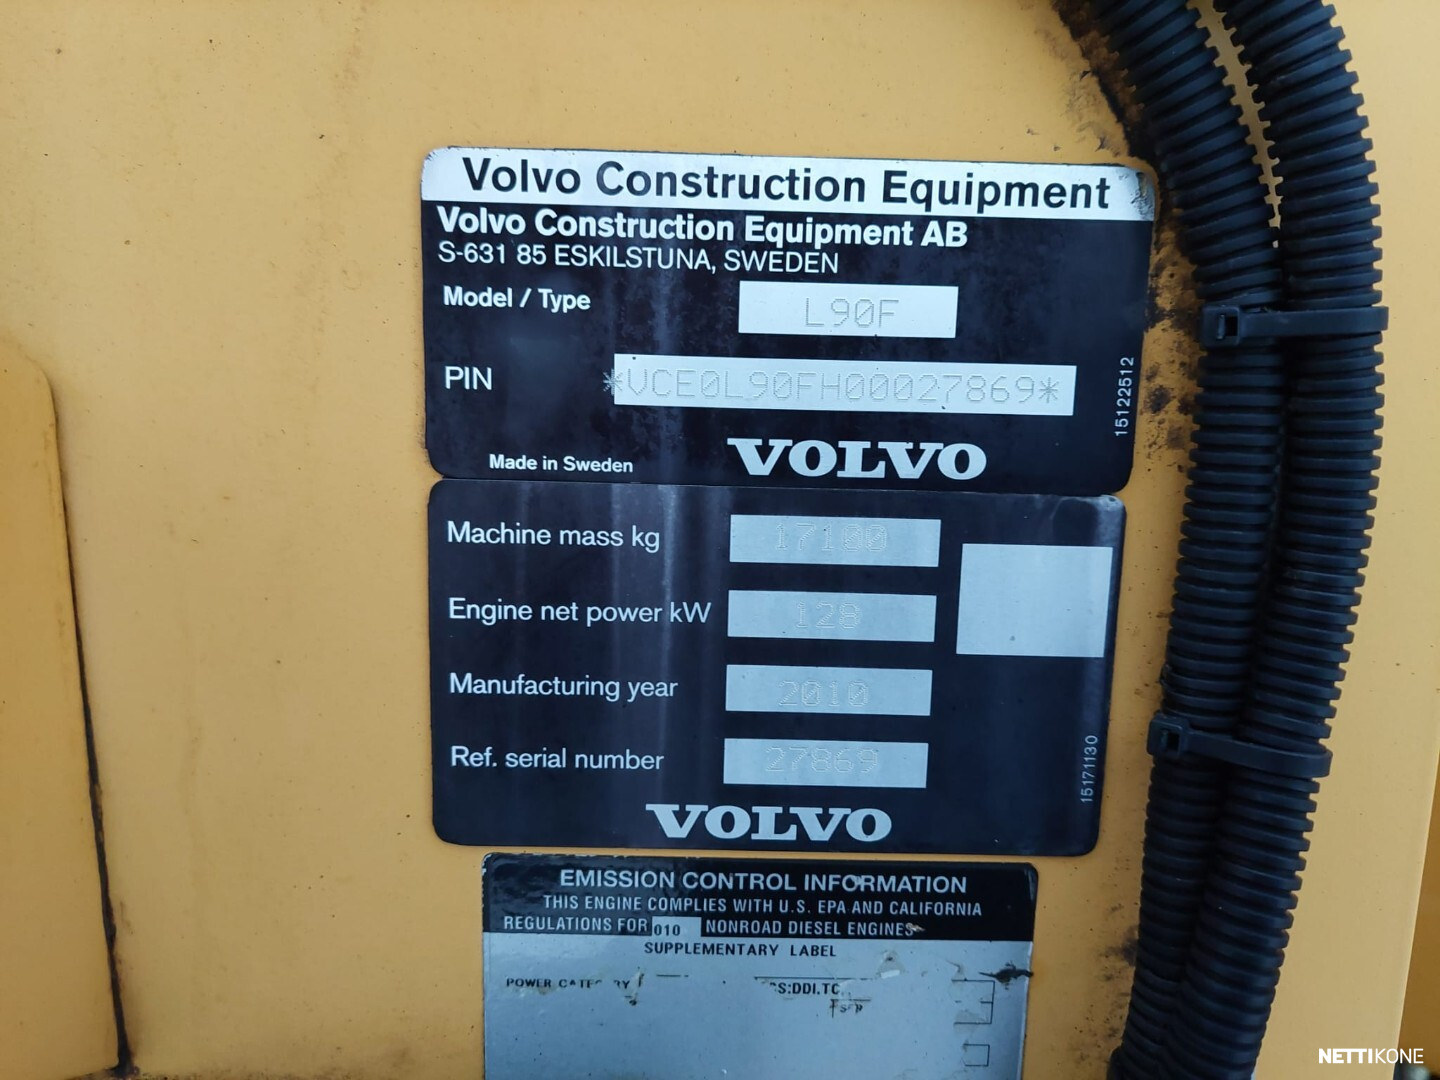 Volvo Construction Equipment
Volvo Construction Equipment AB
S-631 85 ESKILSTUNA, SWEDEN
Model / Type L90F
PIN *VCE0L90FH00027869*
15122512
Made in Sweden VOLVO
Machine mass kg 17100
Engine net power kW 128
Manufacturing year 2010
Ref. serial number 27869
15171130
VOLVO
EMISSION CONTROL INFORMATION
THIS ENGINE COMPLIES WITH U.S. EPA AND CALIFORNIA
REGULATIONS FOR 010 NONROAD DIESEL ENGINES
SUPPLEMENTARY LABEL
POWER
NETTIKONE